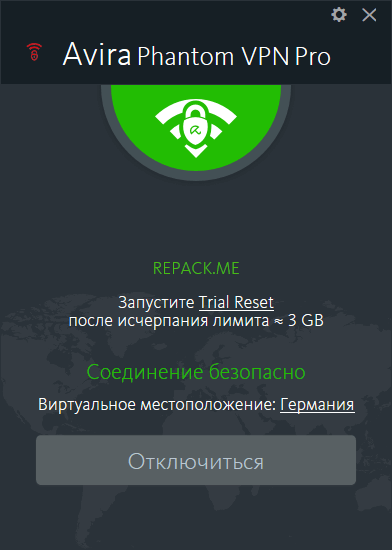 Avira Phantom VPN Pro
REPACK.ME
Запустите Trial Reset
после исчерпания лимита ≈ 3 GB
Соединение безопасно
Виртуальное местоположение: Германия
Отключиться